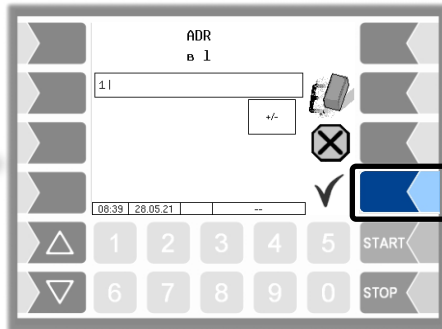 ADR
в l
1|
+/-
08:39 28.05.21 --
1 2 3 4 5 START
6 7 8 9 0 STOP